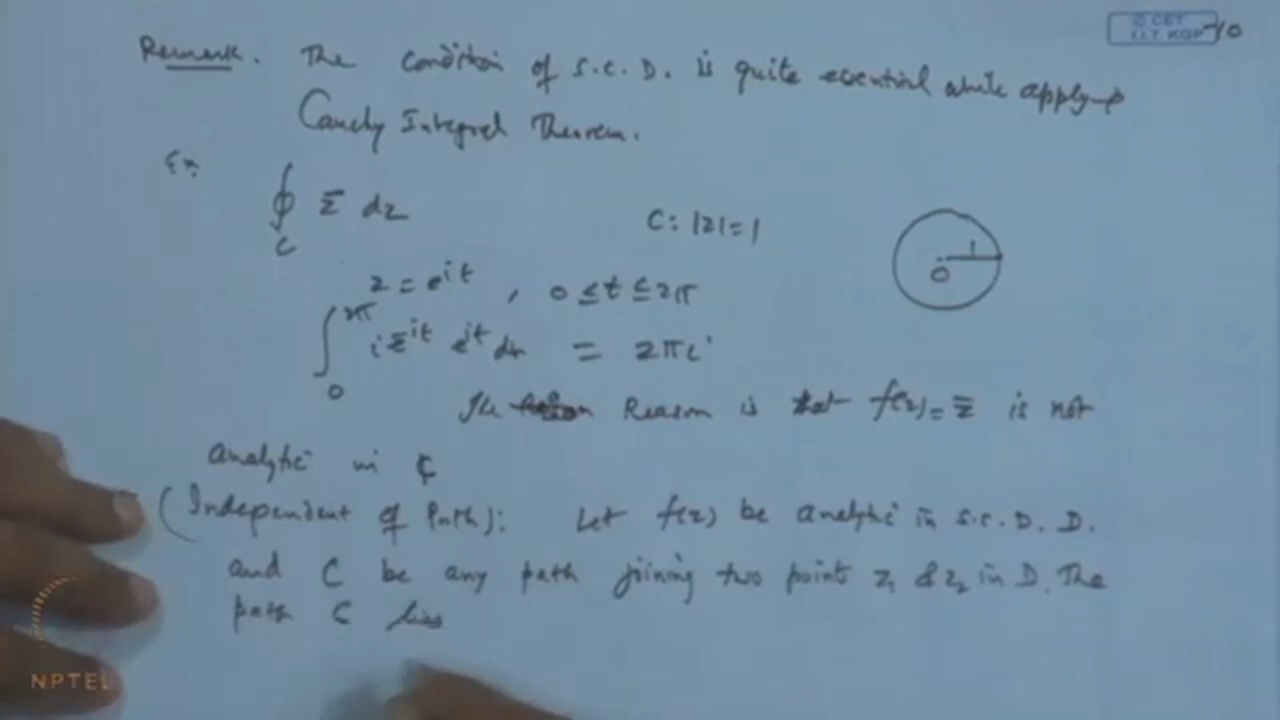 © CET
I.I.T. KGP
10
Remark. The condition of S.C.D. is quite essential while applying
Cauchy Integral Theorem.
Ex.
∮_C z̄ dz
C: |z|=1
0
1
z = e^{it}, 0 ≤ t ≤ 2π
∫_0^{2π} i e^{-it} e^{it} dt = 2πi
The Reason is that f(z) = z̄ is not
analytic in C
(Independent of Path): Let f(z) be analytic in S.C.D. D.
and C be any path joining two points z₁ & z₂ in D. The
path C lies
NPTEL